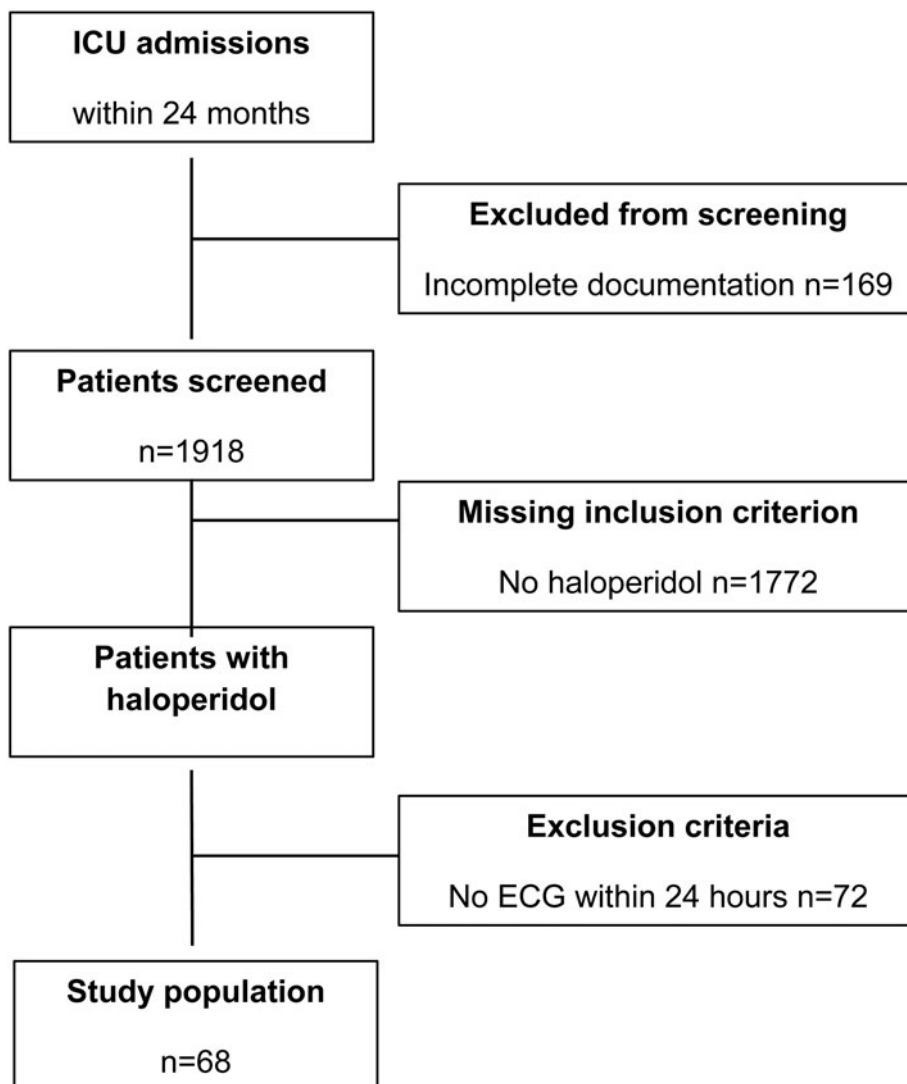 ICU admissions
within 24 months
Excluded from screening
Incomplete documentation n=169
Patients screened
n=1918
Missing inclusion criterion
No haloperidol n=1772
Patients with
haloperidol
Exclusion criteria
No ECG within 24 hours n=72
Study population
n=68